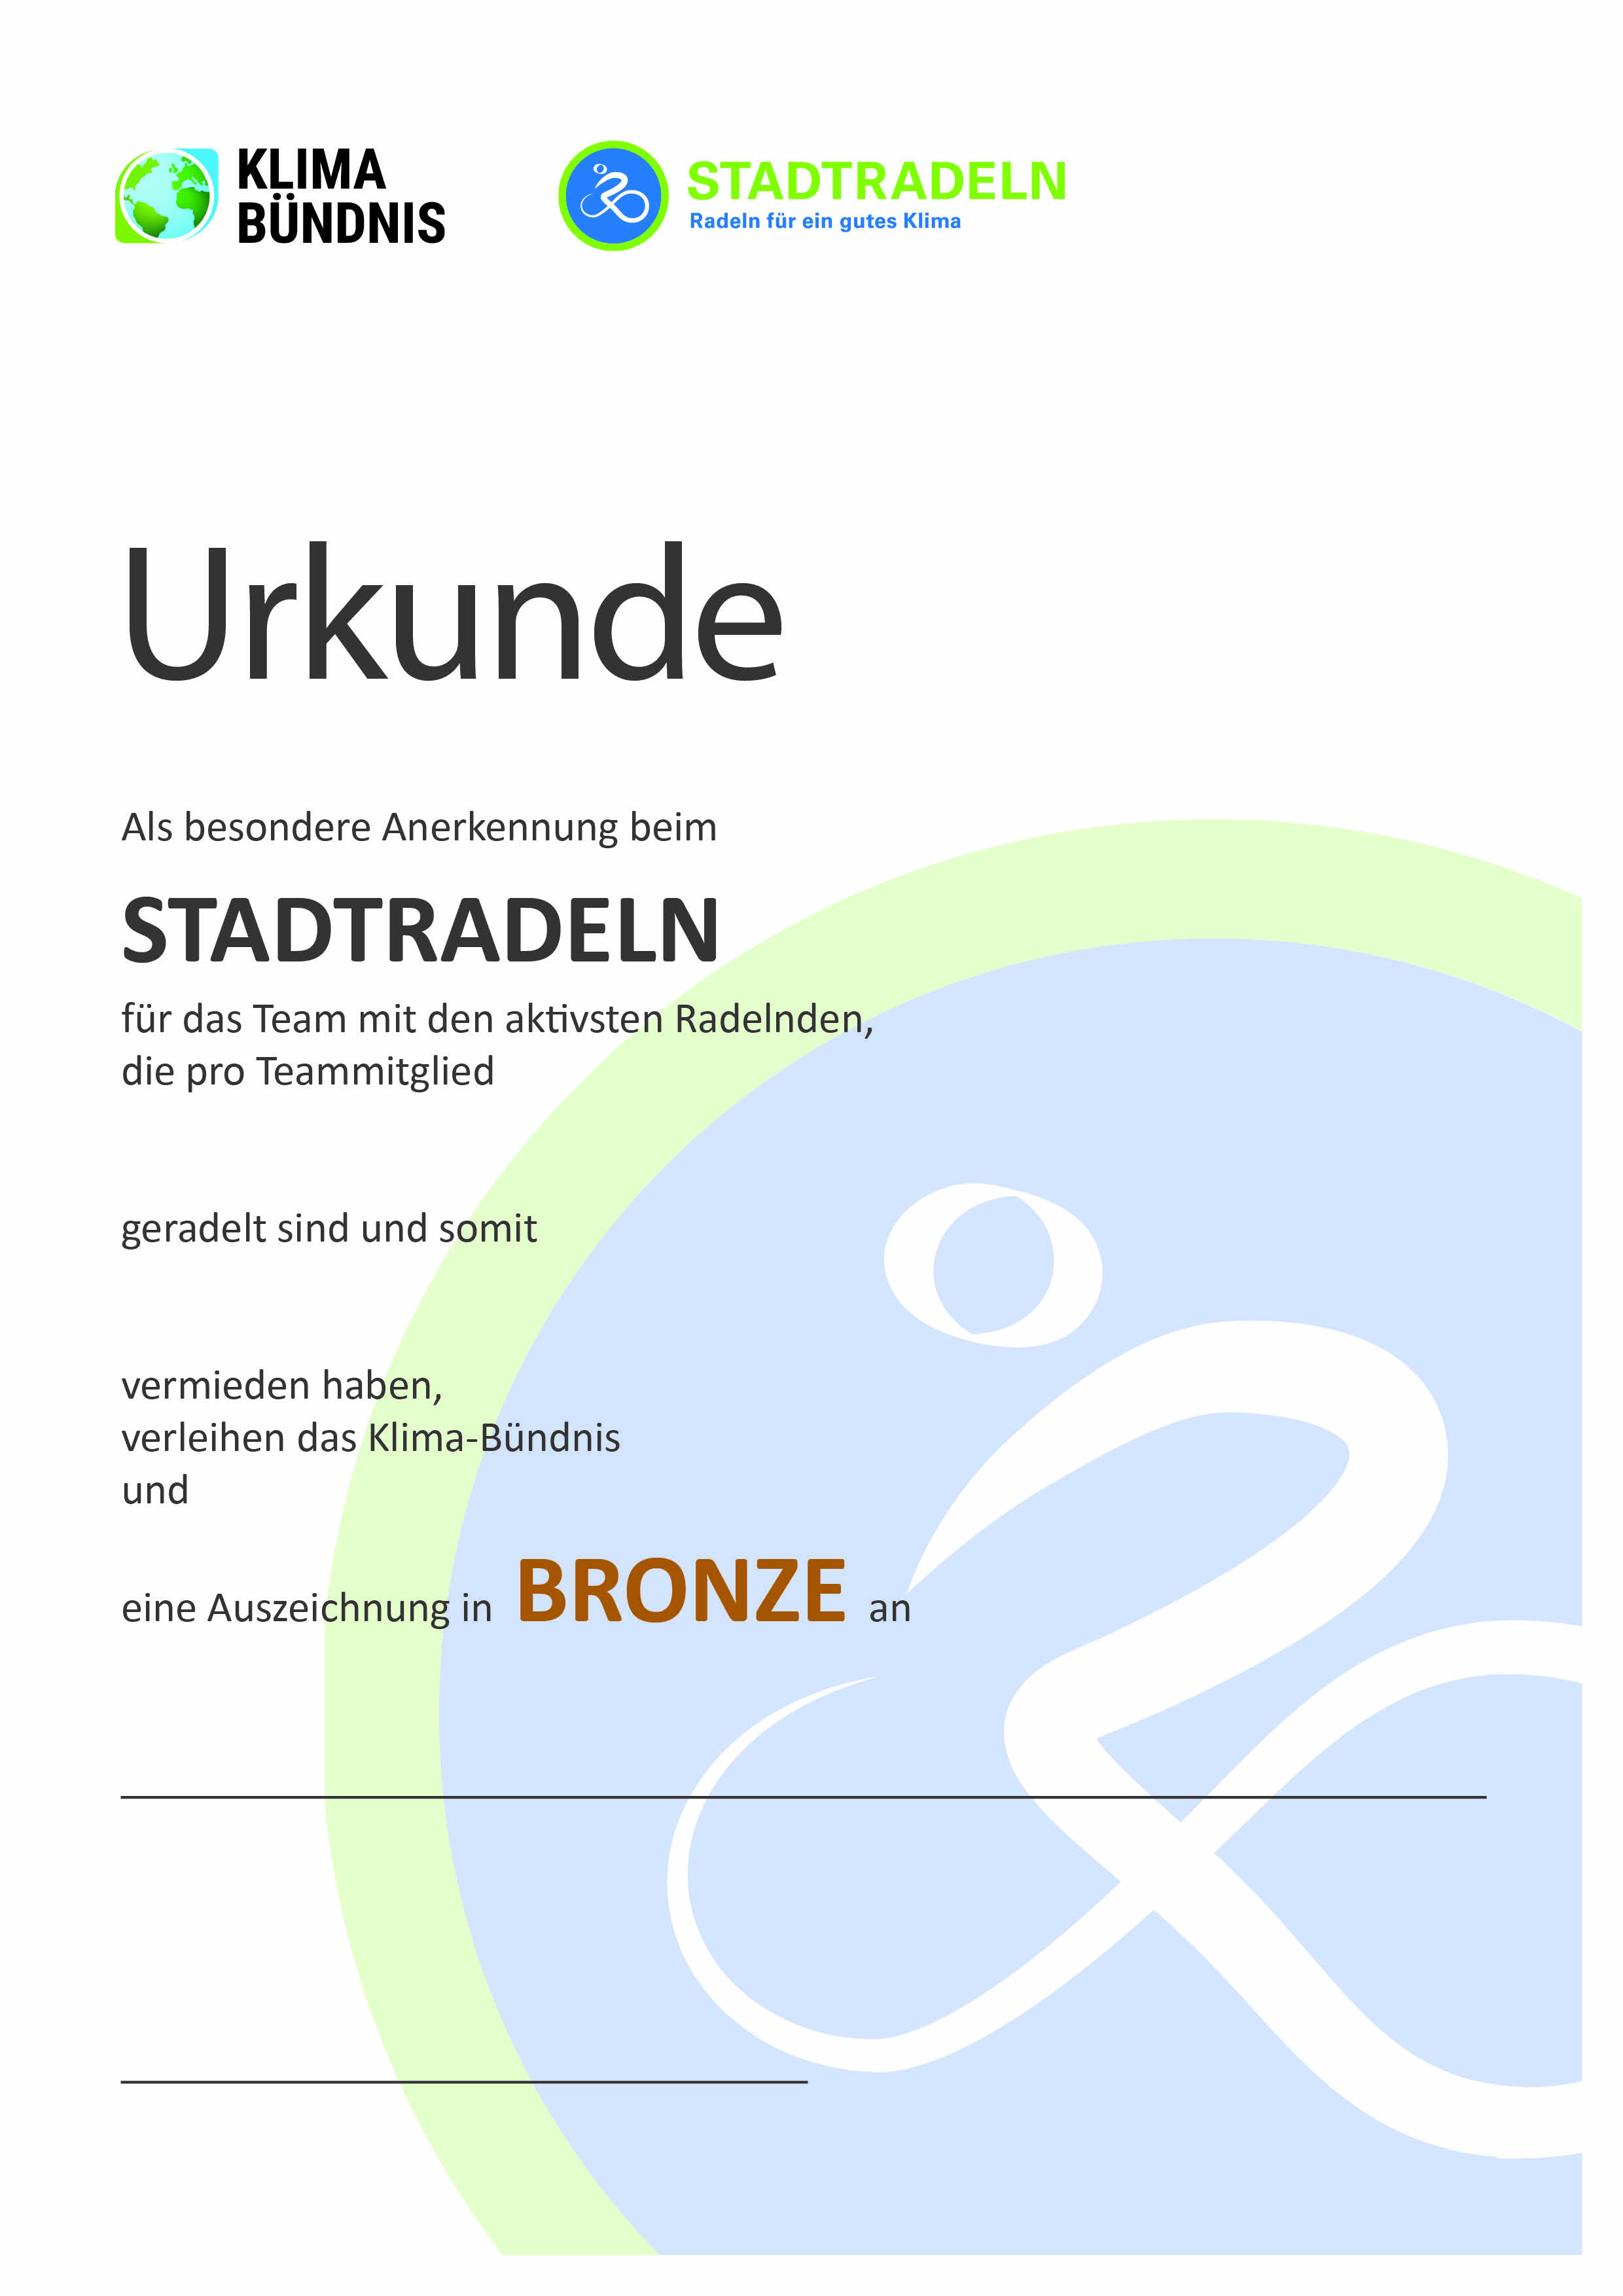 KLIMA
BÜNDNIS
STADTRADELN
Radeln für ein gutes Klima
Urkunde
Als besondere Anerkennung beim
STADTRADELN
für das Team mit den aktivsten Radelnden,
die pro Teammitglied
geradelt sind und somit
vermieden haben,
verleihen das Klima-Bündnis
und
eine Auszeichnung in BRONZE an